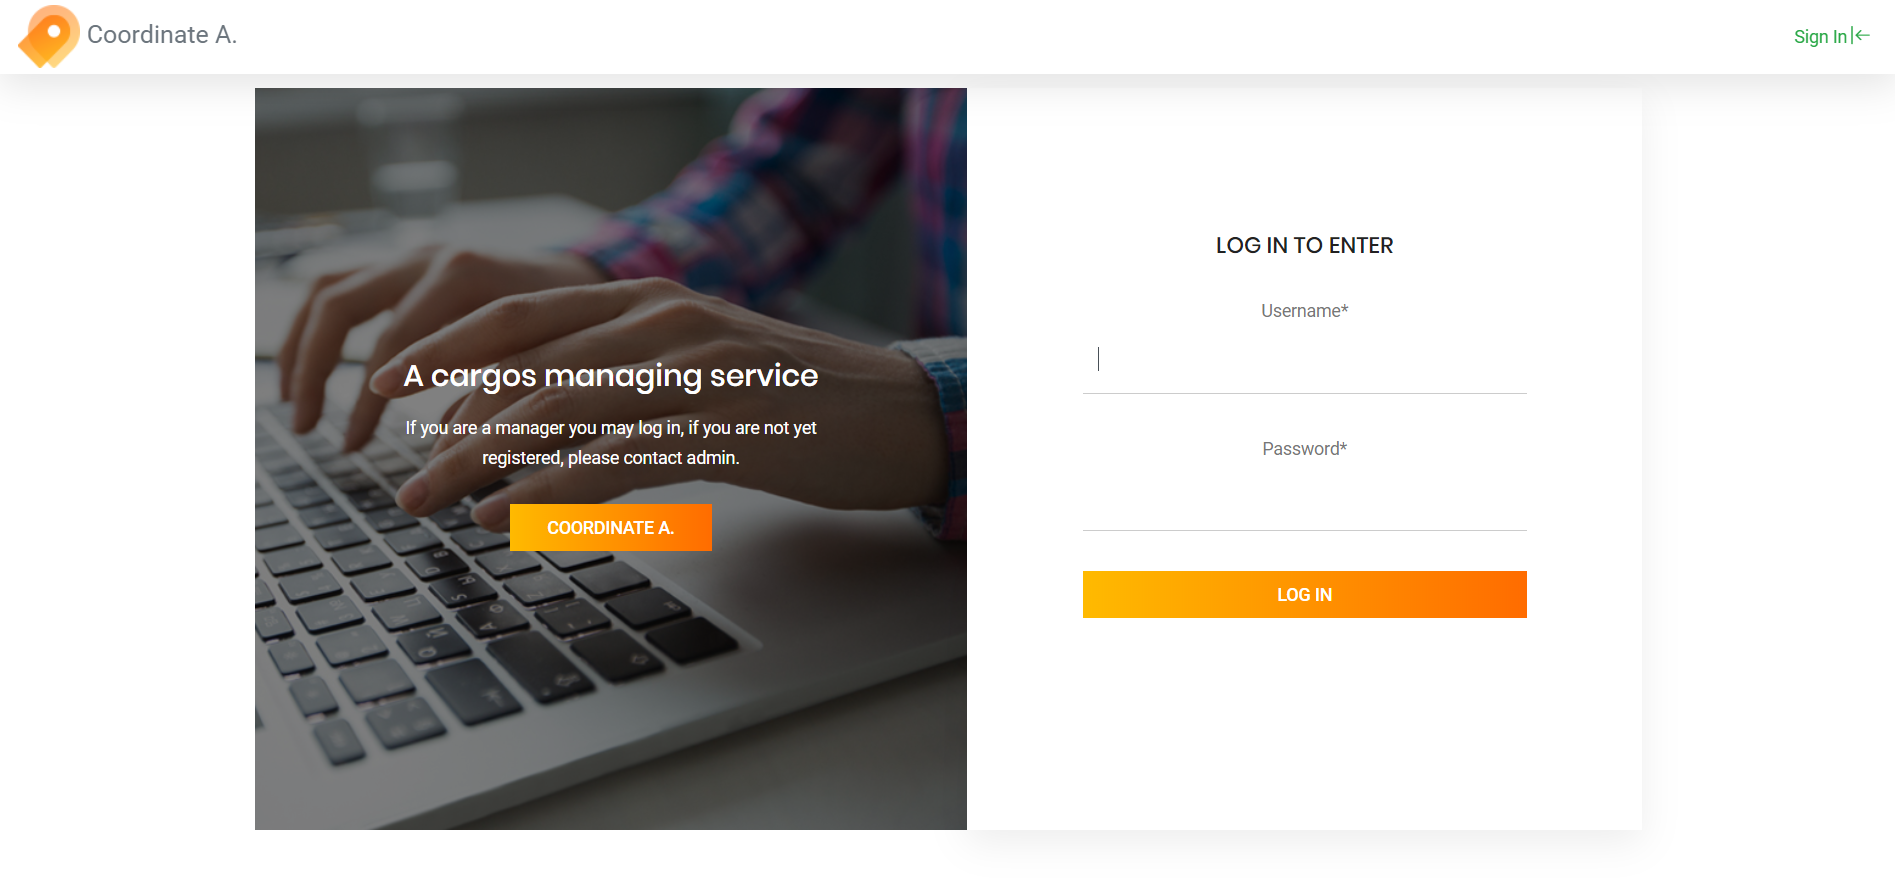 Coordinate A.
Sign In
A cargos managing service
If you are a manager you may log in, if you are not yet
registered, please contact admin.
COORDINATE A.
LOG IN TO ENTER
Username*
Password*
LOG IN